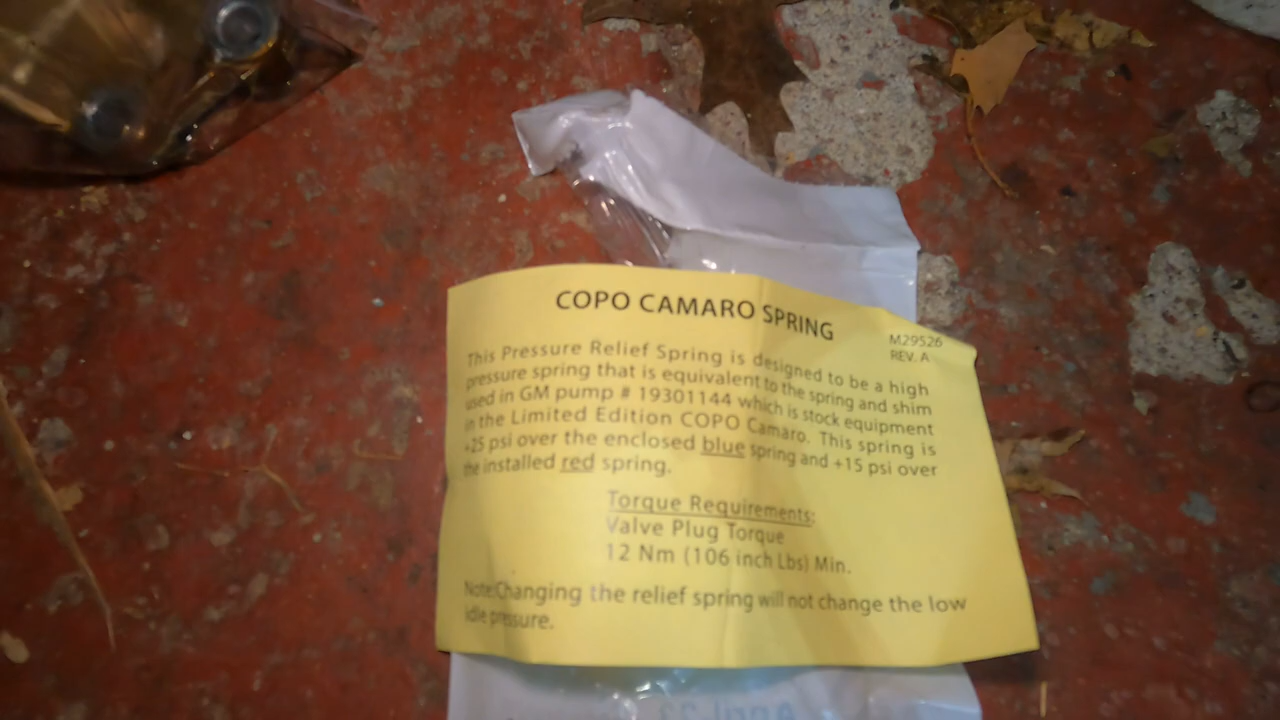 COPO CAMARO SPRING
M29526
REV. A
This Pressure Relief Spring is designed to be a high
pressure spring that is equivalent to the spring and shim
used in GM pump # 19301144 which is stock equipment
in the Limited Edition COPO Camaro. This spring is
+25 psi over the enclosed blue spring and +15 psi over
the installed red spring.
Torque Requirements:
Valve Plug Torque
12 Nm (106 inch Lbs) Min.
Note:Changing the relief spring will not change the low
idle pressure.